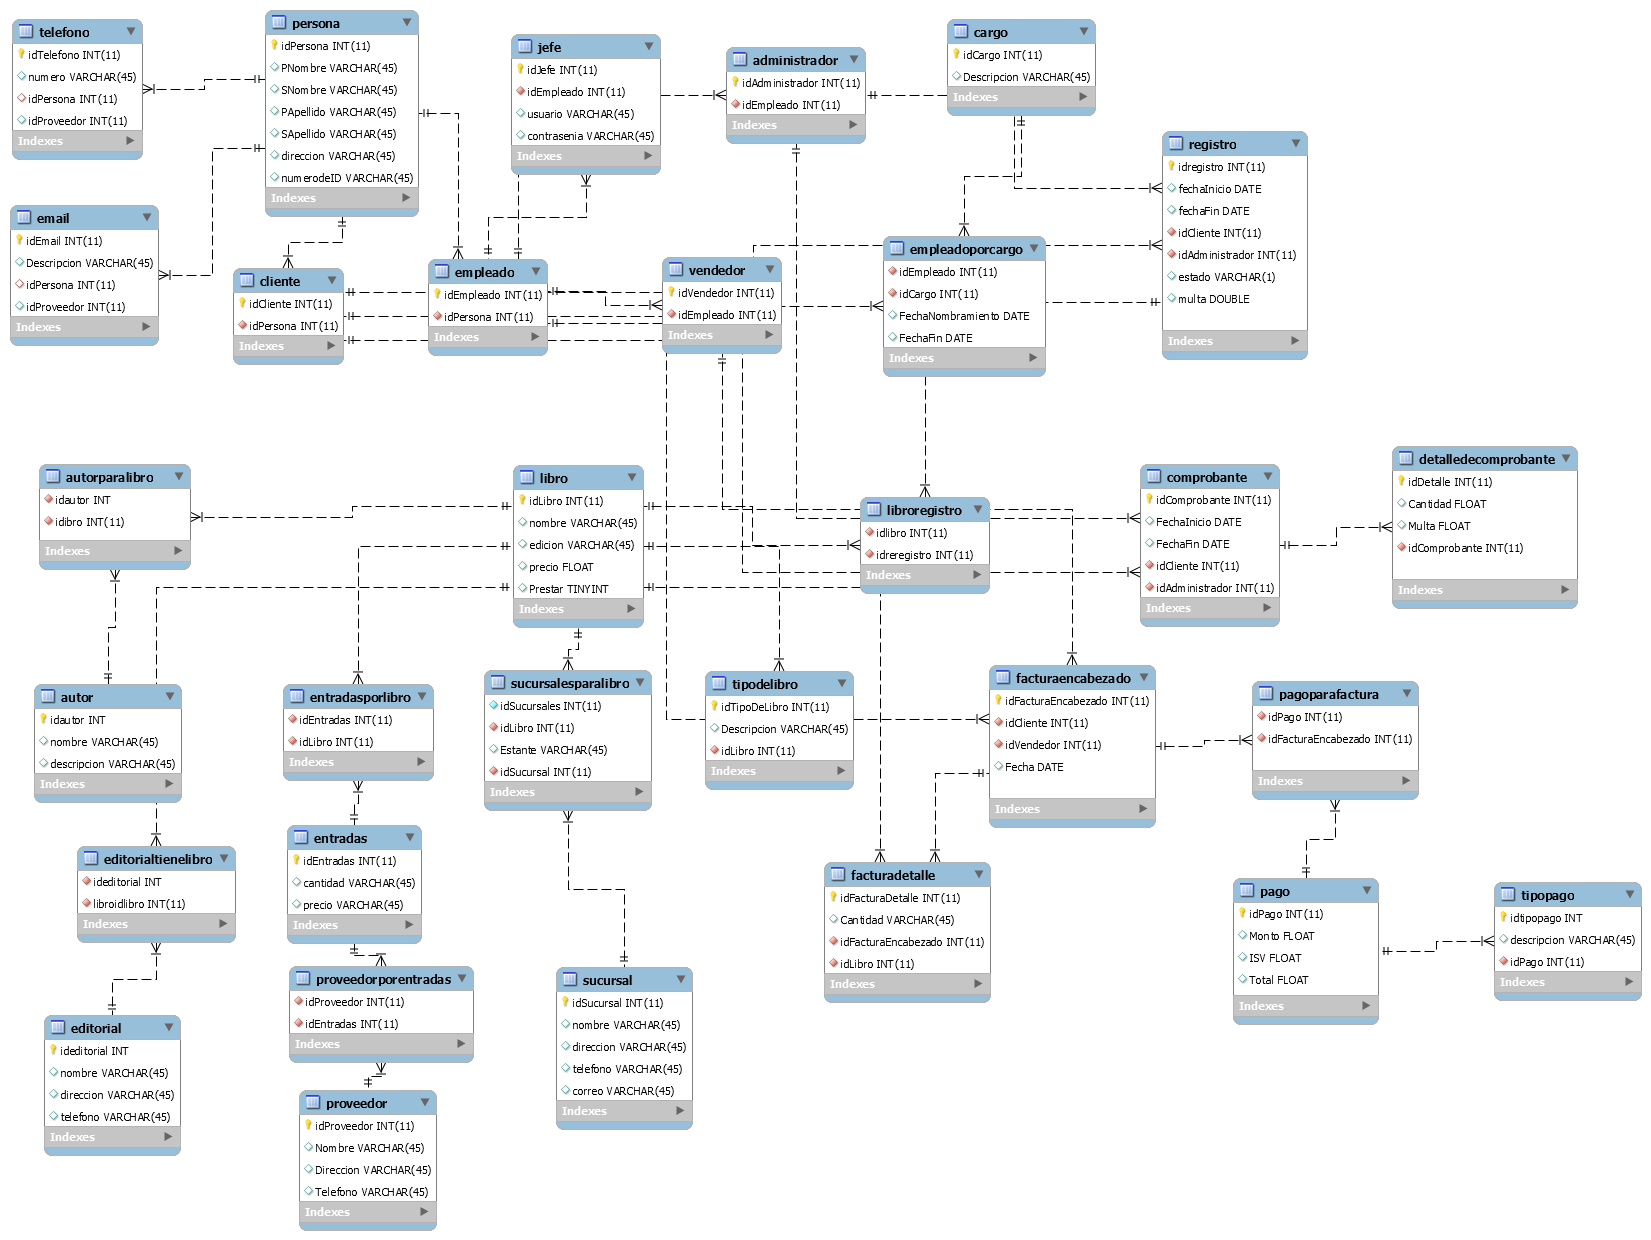 telefono
idTelefono INT(11)
numero VARCHAR(45)
idPersona INT(11)
idProveedor INT(11)
Indexes
persona
idPersona INT(11)
PNombre VARCHAR(45)
SNombre VARCHAR(45)
PApellido VARCHAR(45)
SApellido VARCHAR(45)
direccion VARCHAR(45)
numerodeID VARCHAR(45)
Indexes
jefe
idJefe INT(11)
idEmpleado INT(11)
usuario VARCHAR(45)
contrasenia VARCHAR(45)
Indexes
administrador
idAdministrador INT(11)
idEmpleado INT(11)
Indexes
cargo
idCargo INT(11)
Descripcion VARCHAR(45)
Indexes
registro
idregistro INT(11)
fechaInicio DATE
fechaFin DATE
idCliente INT(11)
idAdministrador INT(11)
estado VARCHAR(1)
multa DOUBLE
Indexes
email
idEmail INT(11)
Descripcion VARCHAR(45)
idPersona INT(11)
idProveedor INT(11)
Indexes
cliente
idCliente INT(11)
idPersona INT(11)
Indexes
empleado
idEmpleado INT(11)
idPersona INT(11)
Indexes
vendedor
idVendedor INT(11)
idEmpleado INT(11)
Indexes
empleadoporcargo
idEmpleado INT(11)
idCargo INT(11)
FechaNombramiento DATE
FechaFin DATE
Indexes
autorparalibro
idautor INT
idibro INT(11)
Indexes
libro
idLibro INT(11)
nombre VARCHAR(45)
edicion VARCHAR(45)
precio FLOAT
Prestar TINYINT
Indexes
libroregistro
idlibro INT(11)
idreregistro INT(11)
Indexes
comprobante
idComprobante INT(11)
FechaInicio DATE
FechaFin DATE
idCliente INT(11)
idAdministrador INT(11)
Indexes
detalledecomprobante
idDetalle INT(11)
Cantidad FLOAT
Multa FLOAT
idComprobante INT(11)
Indexes
autor
idautor INT
nombre VARCHAR(45)
descripcion VARCHAR(45)
Indexes
entradasporlibro
idEntradas INT(11)
idLibro INT(11)
Indexes
sucursalesparalibro
idSucursales INT(11)
idLibro INT(11)
Estante VARCHAR(45)
idSucursal INT(11)
Indexes
tipodelibro
idTipoDeLibro INT(11)
Descripcion VARCHAR(45)
idLibro INT(11)
Indexes
facturaencabezado
idFacturaEncabezado INT(11)
idCliente INT(11)
idVendedor INT(11)
Fecha DATE
Indexes
pagoparafactura
idPago INT(11)
idFacturaEncabezado INT(11)
Indexes
editorialtienelibro
ideditorial INT
libroidlibro INT(11)
Indexes
entradas
idEntradas INT(11)
cantidad VARCHAR(45)
precio VARCHAR(45)
Indexes
facturadetalle
idFacturaDetalle INT(11)
Cantidad VARCHAR(45)
idFacturaEncabezado INT(11)
idLibro INT(11)
Indexes
pago
idPago INT(11)
Monto FLOAT
ISV FLOAT
Total FLOAT
Indexes
tipopago
idtipopago INT
descripcion VARCHAR(45)
idPago INT(11)
Indexes
editorial
ideditorial INT
nombre VARCHAR(45)
direccion VARCHAR(45)
telefono VARCHAR(45)
Indexes
proveedorporentradas
idProveedor INT(11)
idEntradas INT(11)
Indexes
sucursal
idSucursal INT(11)
nombre VARCHAR(45)
direccion VARCHAR(45)
telefono VARCHAR(45)
correo VARCHAR(45)
Indexes
proveedor
idProveedor INT(11)
Nombre VARCHAR(45)
Direccion VARCHAR(45)
Telefono VARCHAR(45)
Indexes